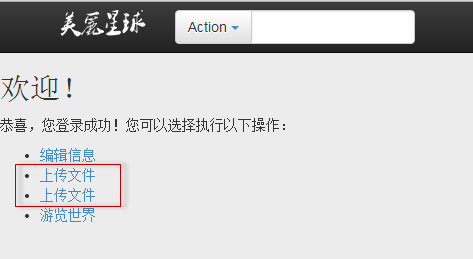 美麗星球
Action
欢迎！
恭喜，您登录成功！您可以选择执行以下操作：
编辑信息
上传文件
上传文件
游览世界